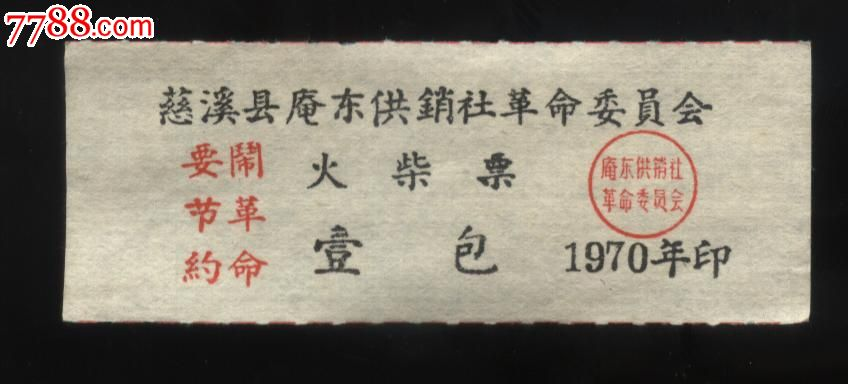 7788.com
慈溪县庵东供銷社革命委員会
要節約
闹革命
火柴票
壹包
庵东供销社
革命委员会
1970年印